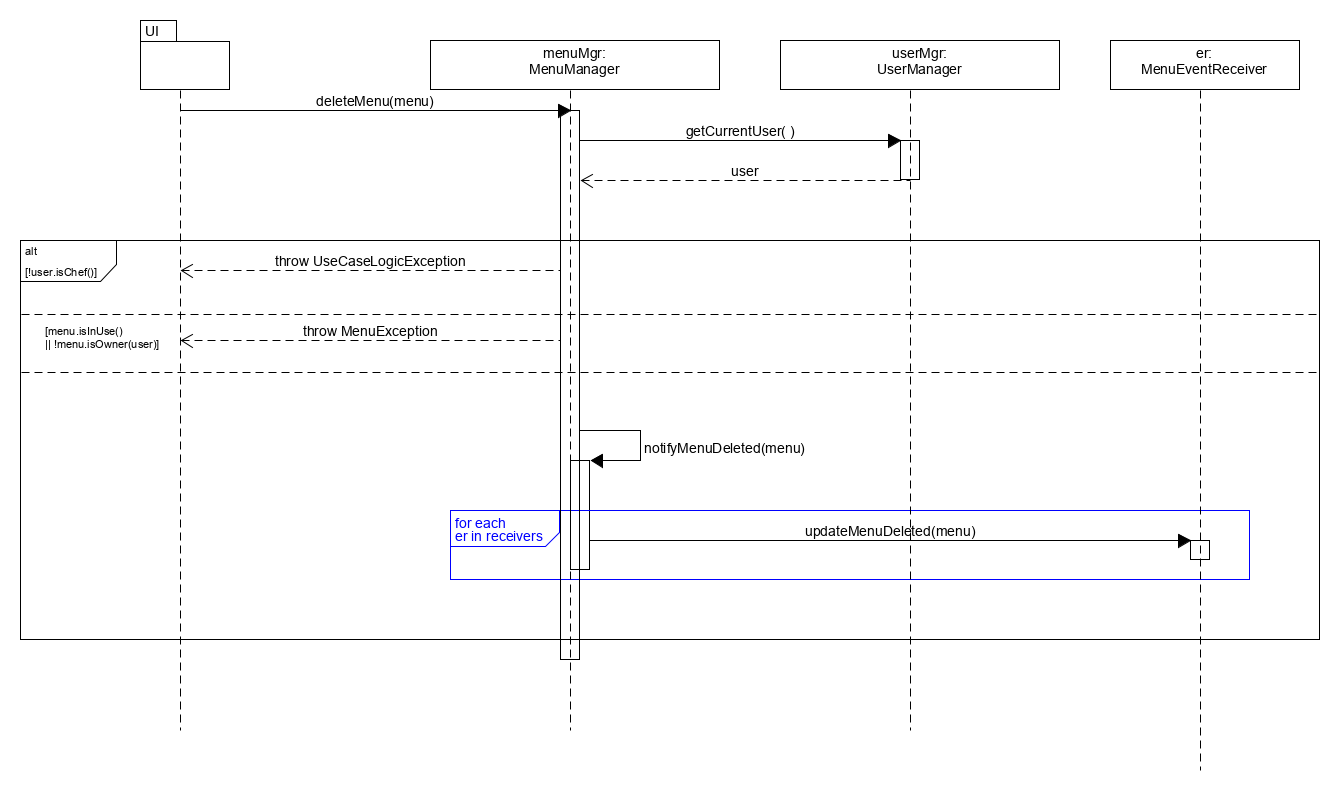 UI
menuMgr:
MenuManager
userMgr:
UserManager
er:
MenuEventReceiver
deleteMenu(menu)
getCurrentUser( )
user
alt
[!user.isChef()]
throw UseCaseLogicException
[menu.isInUse()
|| !menu.isOwner(user)]
throw MenuException
notifyMenuDeleted(menu)
for each
er in receivers
updateMenuDeleted(menu)